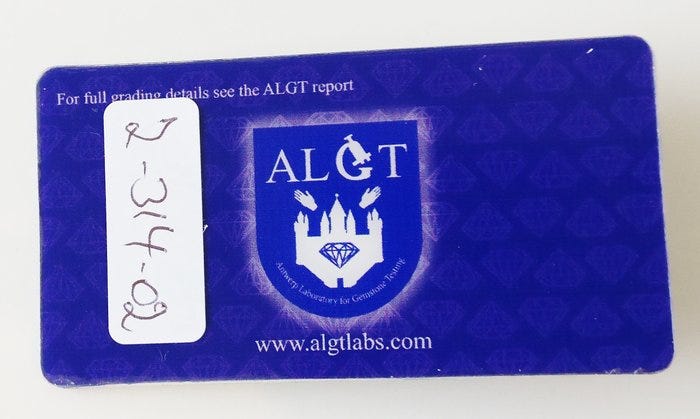 For full grading details see the ALGT report
2-314-02
ALGT
Antwerp Laboratory for Gemstone Testing
www.algtlabs.com